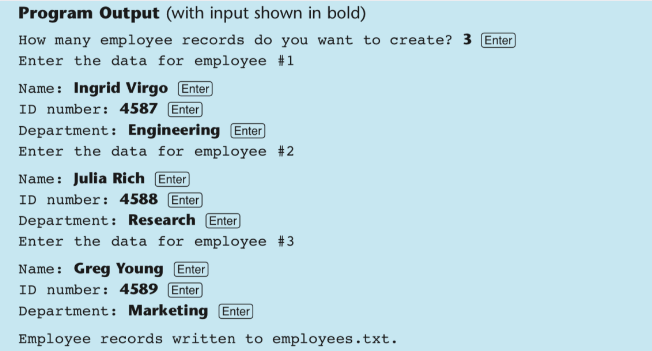 Program Output (with input shown in bold)
How many employee records do you want to create? 3 Enter
Enter the data for employee #1
Name: Ingrid Virgo Enter
ID number: 4587 Enter
Department: Engineering Enter
Enter the data for employee #2
Name: Julia Rich Enter
ID number: 4588 Enter
Department: Research Enter
Enter the data for employee #3
Name: Greg Young Enter
ID number: 4589 Enter
Department: Marketing Enter
Employee records written to employees.txt.